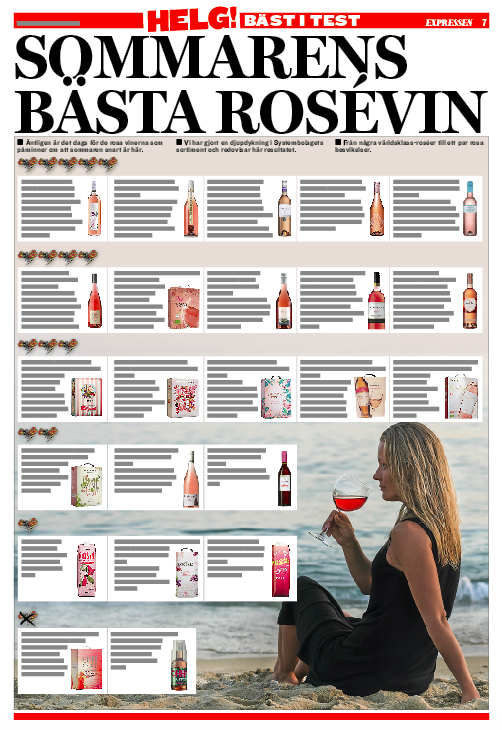 HELG! BÄST I TEST
EXPRESSEN 7
SOMMARENS
BÄSTA ROSÉVIN
■ Äntligen är det dags för de rosa vinerna som
påminner om att sommaren snart är här.
■ Vi har gjort en djupdykning i Systembolagets
sortiment och redovisar här resultatet.
■ Från några världsklass-roséer till ett par rosa
besvikelser.